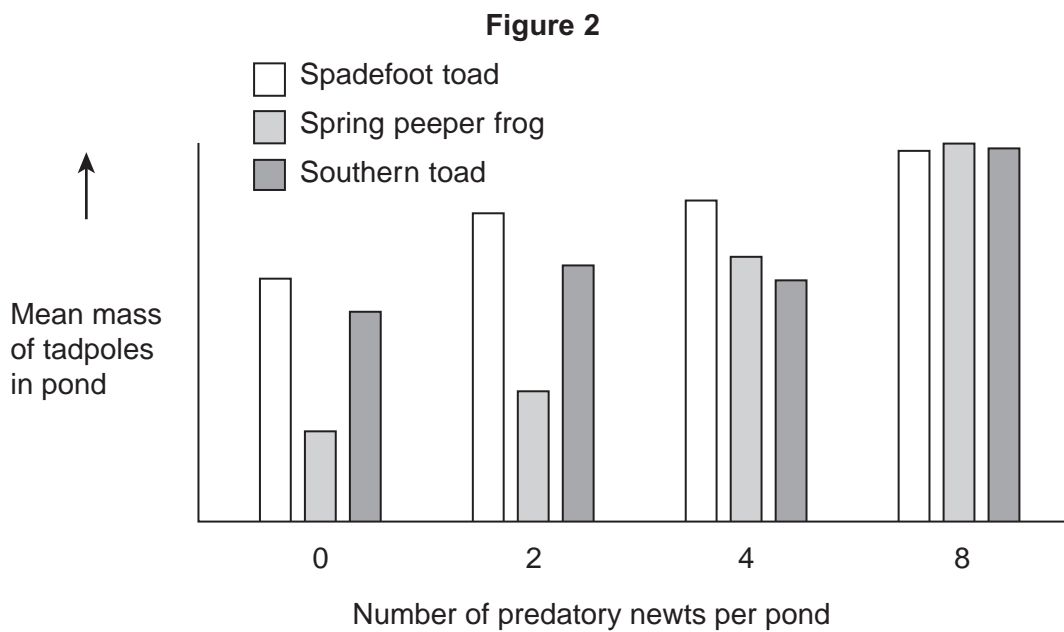 Figure 2
Spadefoot toad
Spring peeper frog
Southern toad
Mean mass
of tadpoles
in pond
0 2 4 8
Number of predatory newts per pond